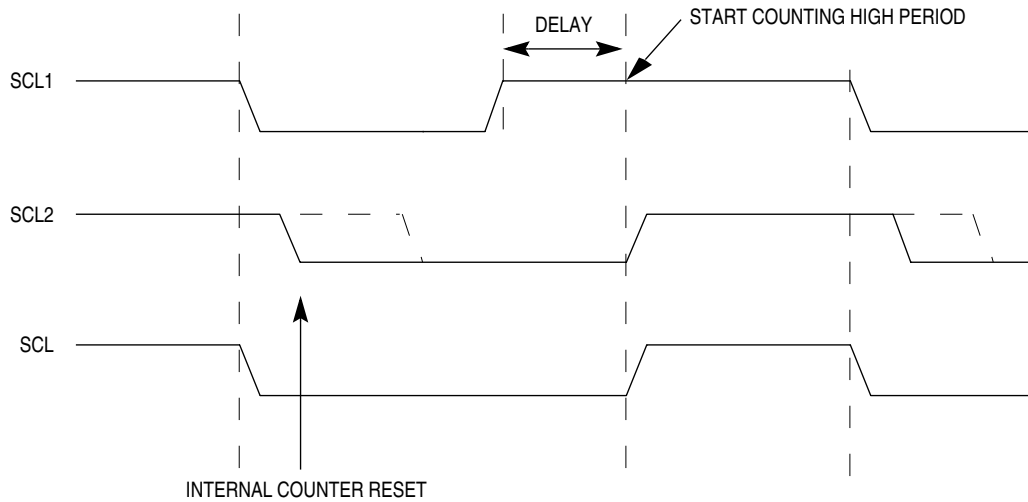 START COUNTING HIGH PERIOD
DELAY
SCL1
SCL2
SCL
INTERNAL COUNTER RESET